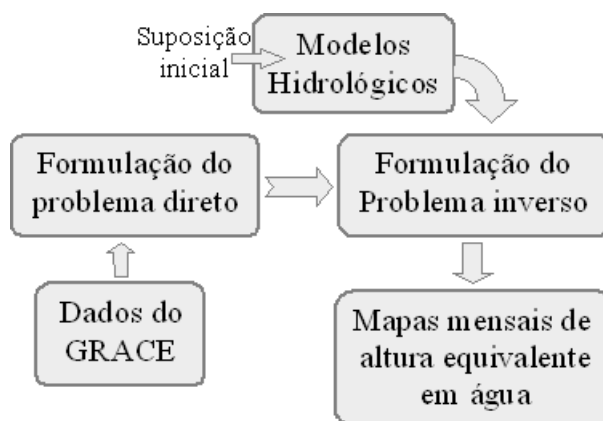 Suposição
inicial
Modelos
Hidrológicos
Formulação do
problema direto
Formulação do
Problema inverso
Dados do
GRACE
Mapas mensais de
altura equivalente
em água